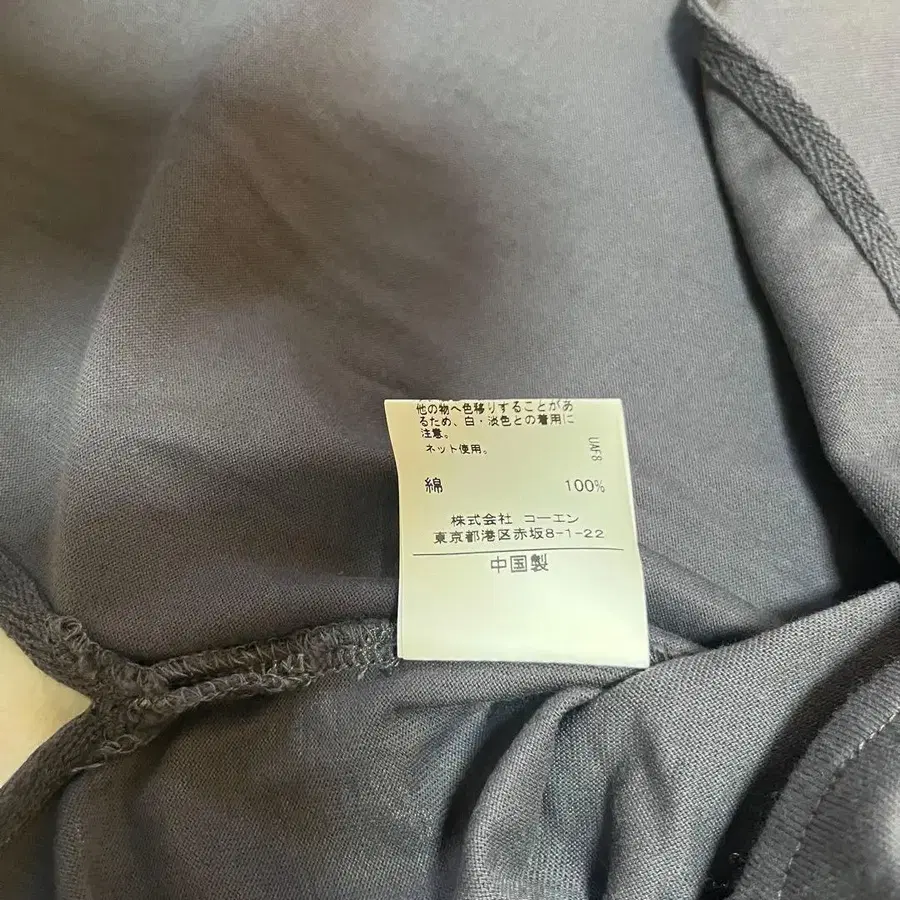 他の物へ色移りすることがあ
るため、白・淡色との着用に
注意。
ネット使用。
UAF8
綿 100%
株式会社 コーエン
東京都港区赤坂8-1-22
中国製